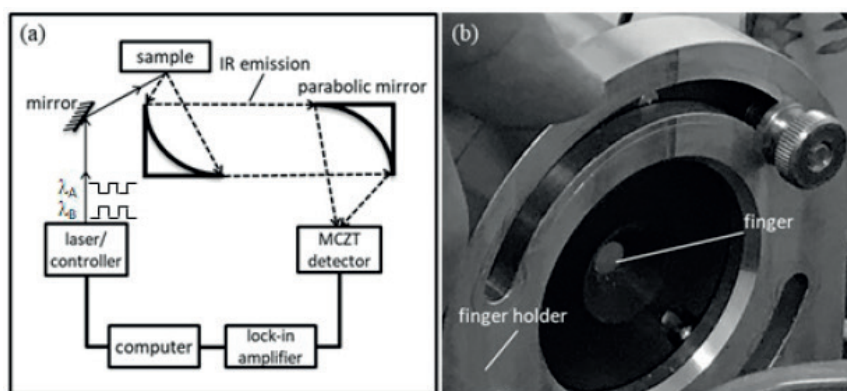 (a)
sample
IR emission
parabolic mirror
mirror
λA
λB
laser/
controller
MCZT
detector
computer
lock-in
amplifier
(b)
finger
finger holder